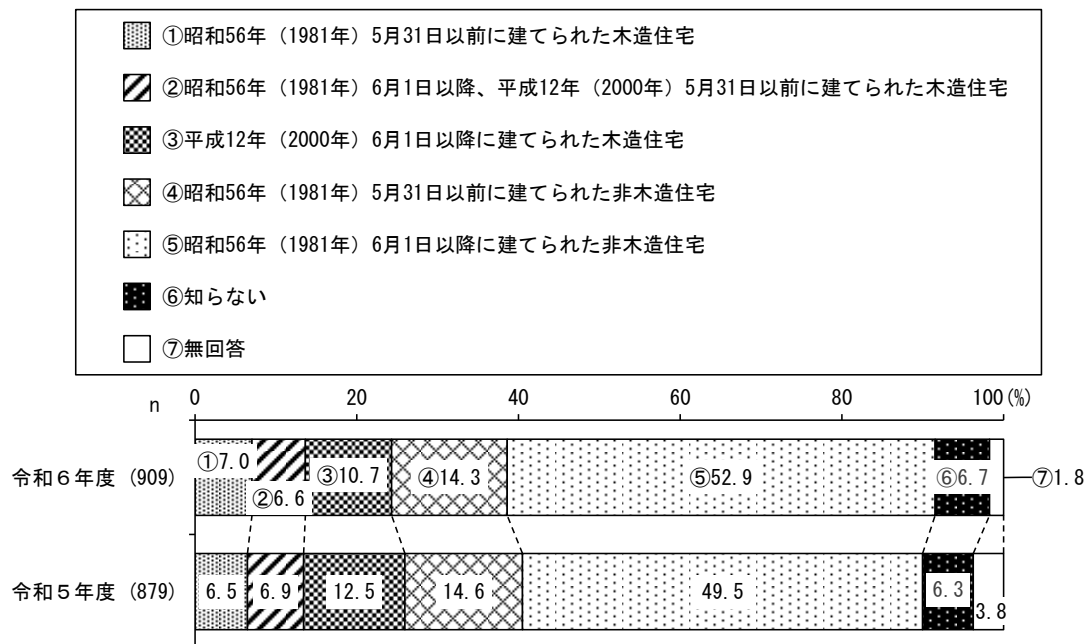 ①昭和56年（1981年）5月31日以前に建てられた木造住宅
②昭和56年（1981年）6月1日以降、平成12年（2000年）5月31日以前に建てられた木造住宅
③平成12年（2000年）6月1日以降に建てられた木造住宅
④昭和56年（1981年）5月31日以前に建てられた非木造住宅
⑤昭和56年（1981年）6月1日以降に建てられた非木造住宅
⑥知らない
⑦無回答
n 0 20 40 60 80 100(%)
令和６年度 (909) ①7.0 ②6.6 ③10.7 ④14.3 ⑤52.9 ⑥6.7 ⑦1.8
令和５年度 (879) 6.5 6.9 12.5 14.6 49.5 6.3 3.8